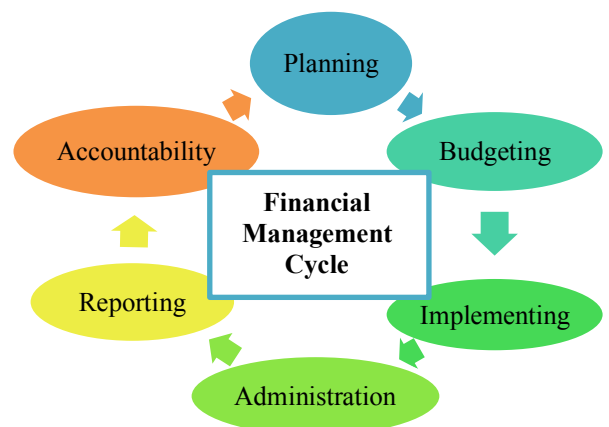 Planning
Accountability
Budgeting
Financial
Management
Cycle
Reporting
Implementing
Administration